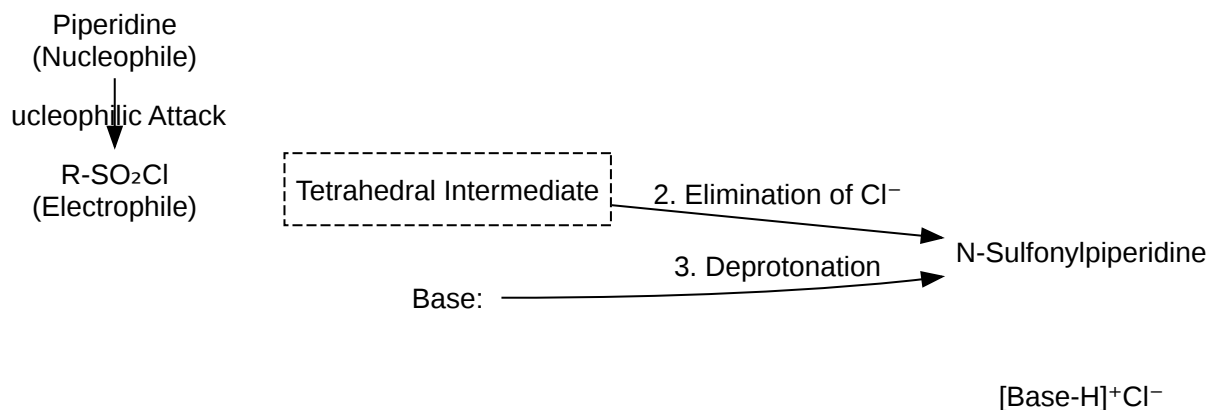 Piperidine
(Nucleophile)
ucleophilic Attack
R-SO₂Cl
(Electrophile)
Tetrahedral Intermediate
2. Elimination of Cl⁻
N-Sulfonylpiperidine
3. Deprotonation
Base:
[Base-H]⁺Cl⁻